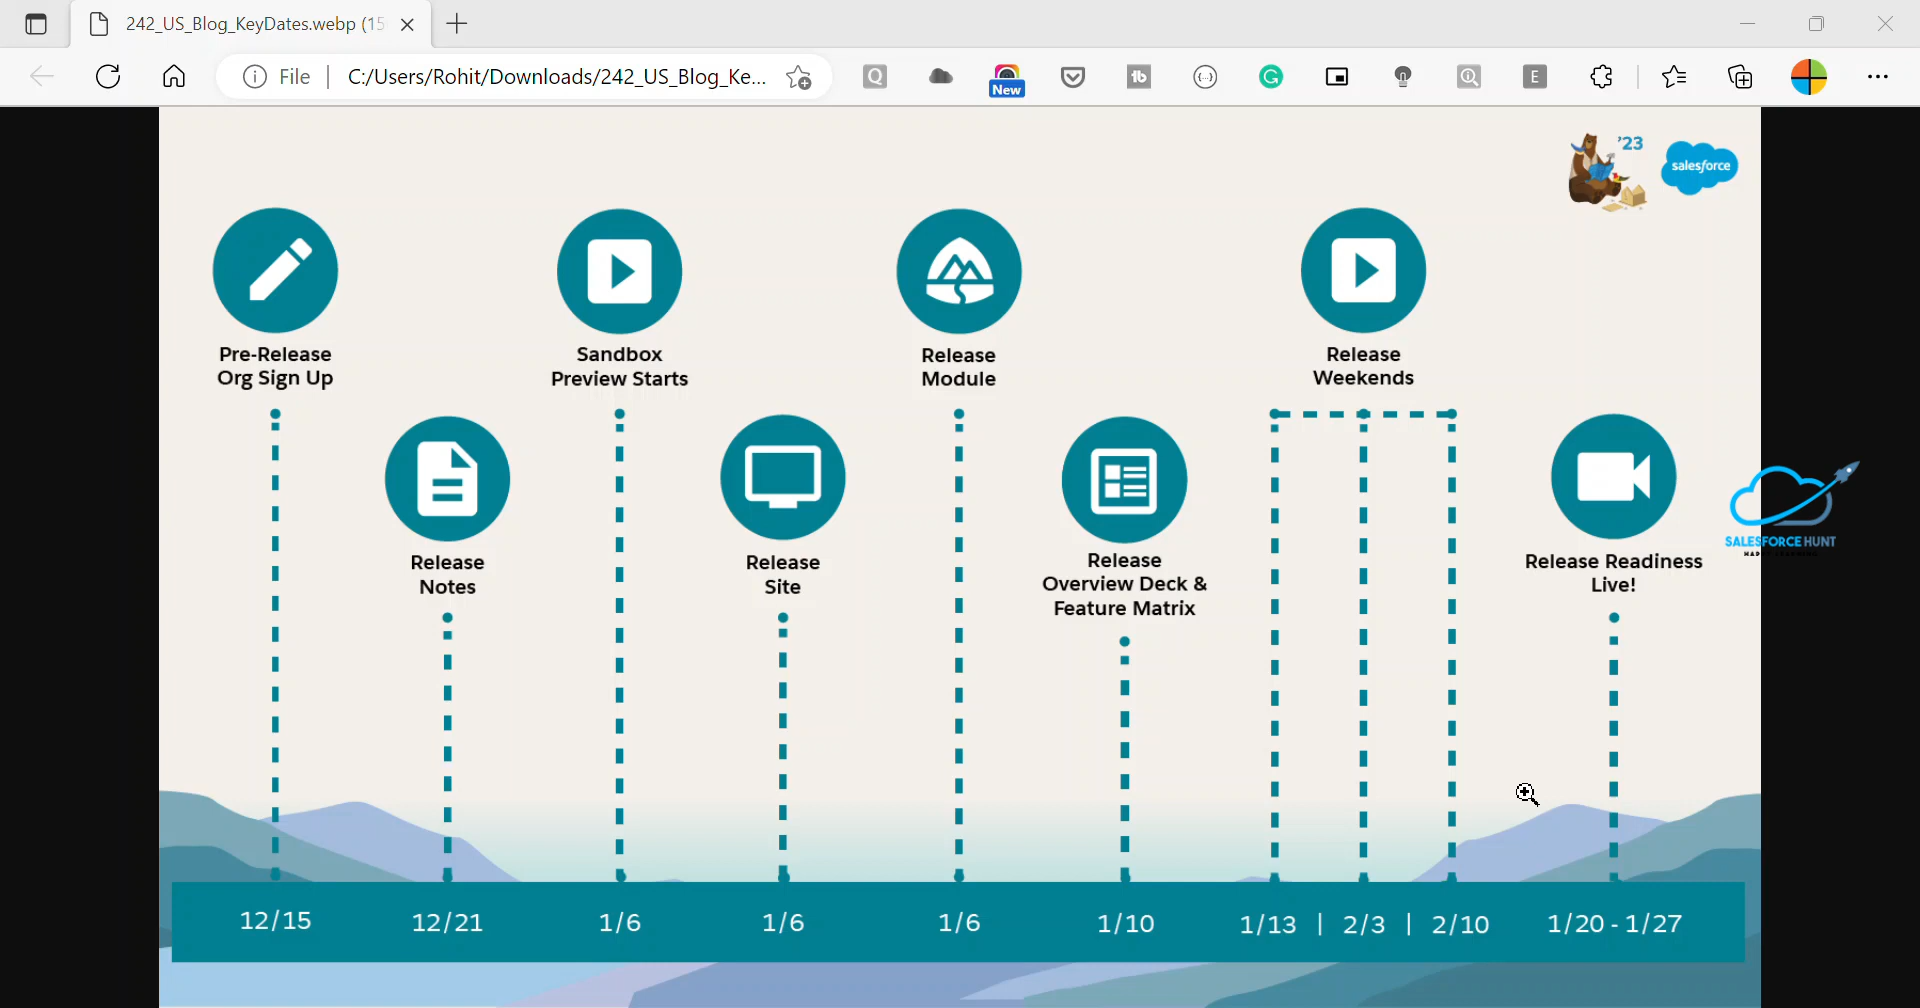 242_US_Blog_KeyDates.webp (15
File
C:/Users/Rohit/Downloads/242_US_Blog_Ke...
Q
New
tb
{...}
G
E
'23
salesforce
Pre-Release
Org Sign Up
Sandbox
Preview Starts
Release
Module
Release
Weekends
Release
Notes
Release
Site
Release
Overview Deck &
Feature Matrix
Release Readiness
Live!
SALESFORCE HUNT
12/15
12/21
1/6
1/6
1/6
1/10
1/13 | 2/3 | 2/10
1/20 - 1/27